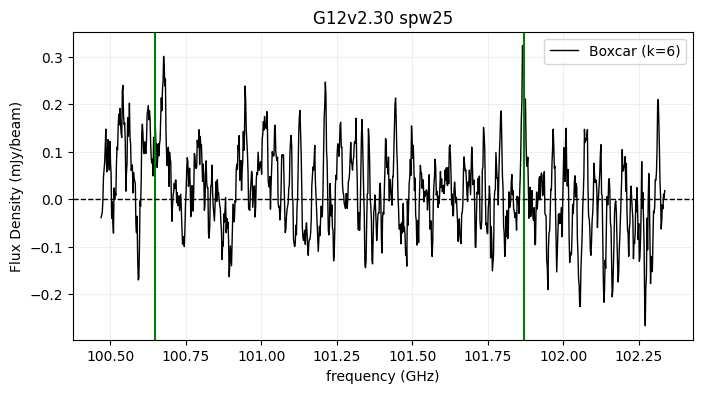 G12v2.30 spw25
Boxcar (k=6)
Flux Density (mJy/beam)
0.3
0.2
0.1
0.0
−0.1
−0.2
100.50 100.75 101.00 101.25 101.50 101.75 102.00 102.25
frequency (GHz)